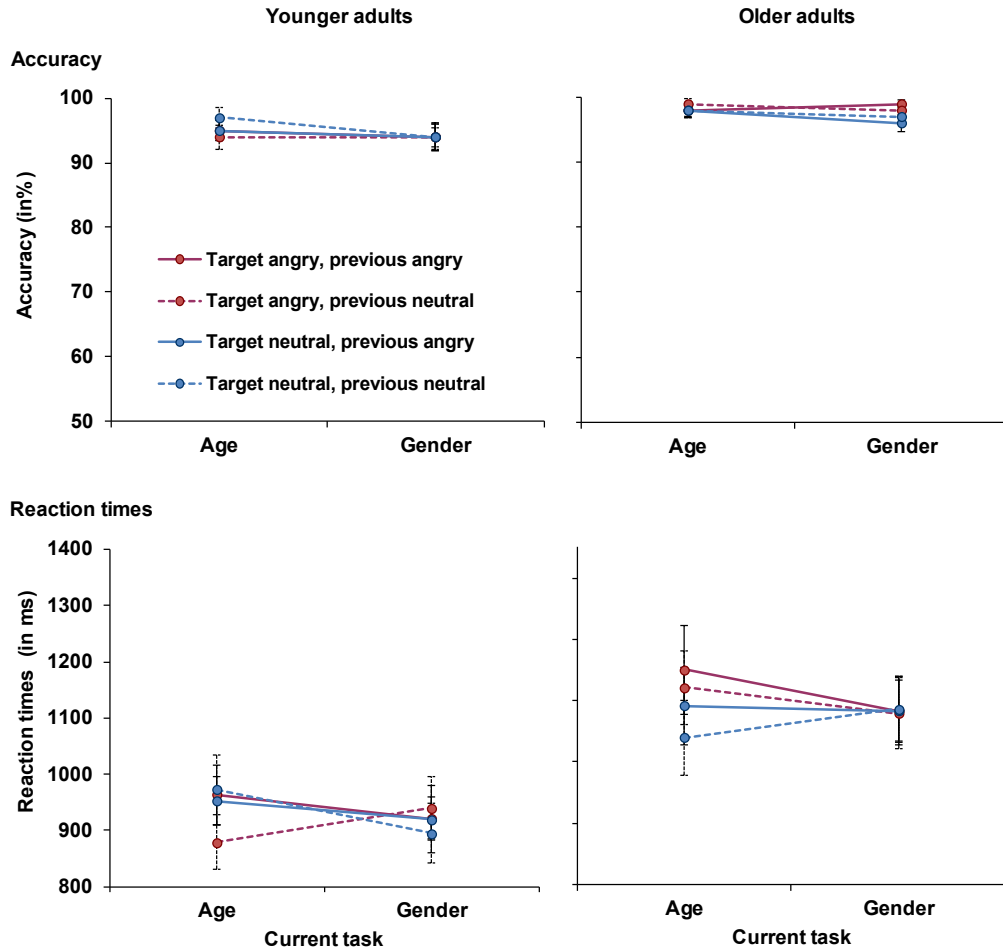 Younger adults
Older adults
Accuracy
Accuracy (in%)
100
90
80
70
60
50
Target angry, previous angry
Target angry, previous neutral
Target neutral, previous angry
Target neutral, previous neutral
Age
Gender
Age
Gender
Reaction times
Reaction times (in ms)
1400
1300
1200
1100
1000
900
800
Age
Gender
Current task
Age
Gender
Current task